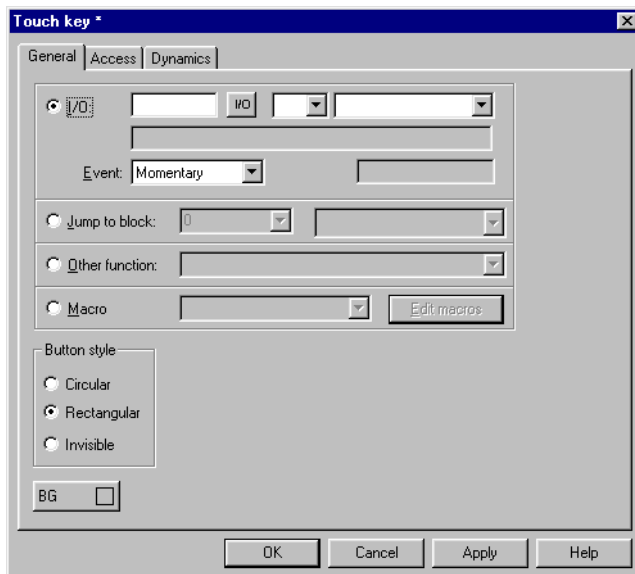 Touch key *
General Access Dynamics
I/O: I/O
Event: Momentary
Jump to block: 0
Other function:
Macro Edit macros
Button style
Circular
Rectangular
Invisible
BG
OK Cancel Apply Help